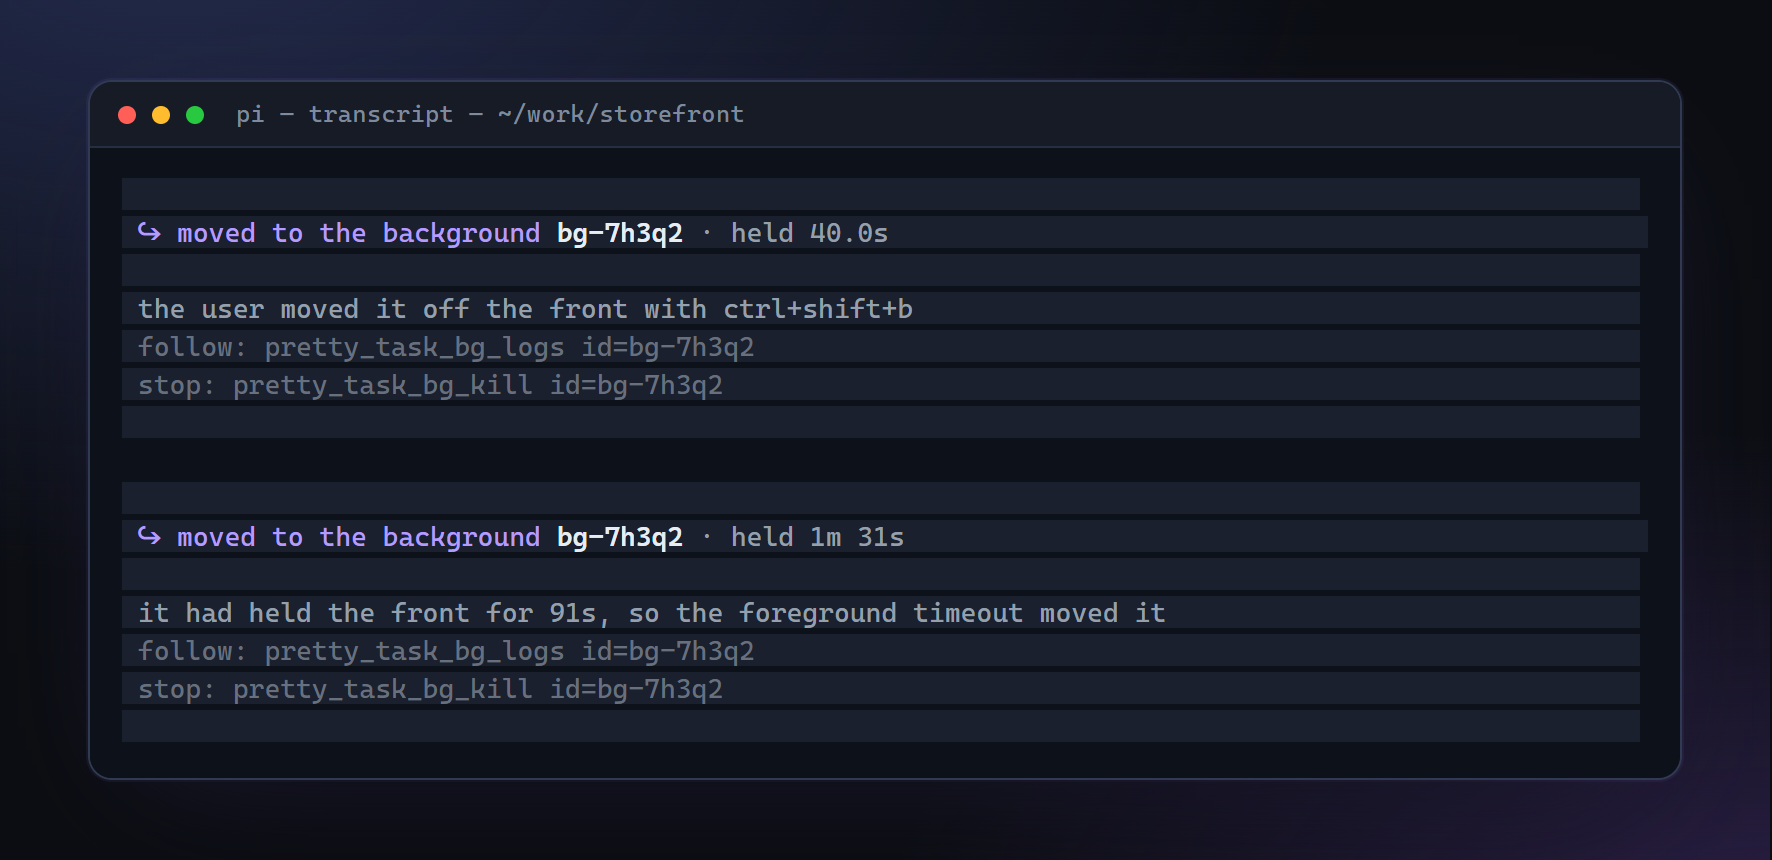 pi — transcript — ~/work/storefront
↪ moved to the background bg-7h3q2 · held 40.0s
the user moved it off the front with ctrl+shift+b
follow: pretty_task_bg_logs id=bg-7h3q2
stop: pretty_task_bg_kill id=bg-7h3q2
↪ moved to the background bg-7h3q2 · held 1m 31s
it had held the front for 91s, so the foreground timeout moved it
follow: pretty_task_bg_logs id=bg-7h3q2
stop: pretty_task_bg_kill id=bg-7h3q2